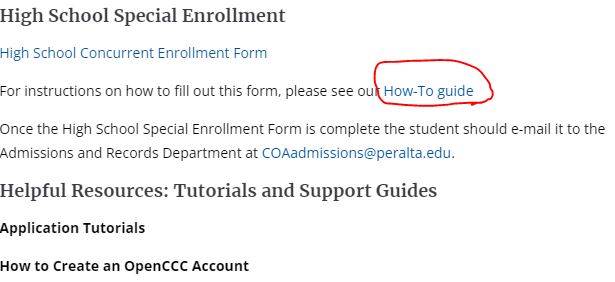 High School Special Enrollment
High School Concurrent Enrollment Form
For instructions on how to fill out this form, please see our How-To guide
Once the High School Special Enrollment Form is complete the student should e-mail it to the
Admissions and Records Department at COAadmissions@peralta.edu.
Helpful Resources: Tutorials and Support Guides
Application Tutorials
How to Create an OpenCCC Account